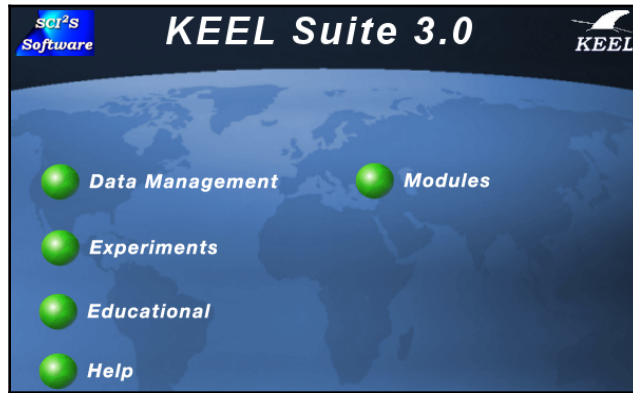 SCI²S
Software
KEEL Suite 3.0
KEEL
Data Management
Modules
Experiments
Educational
Help